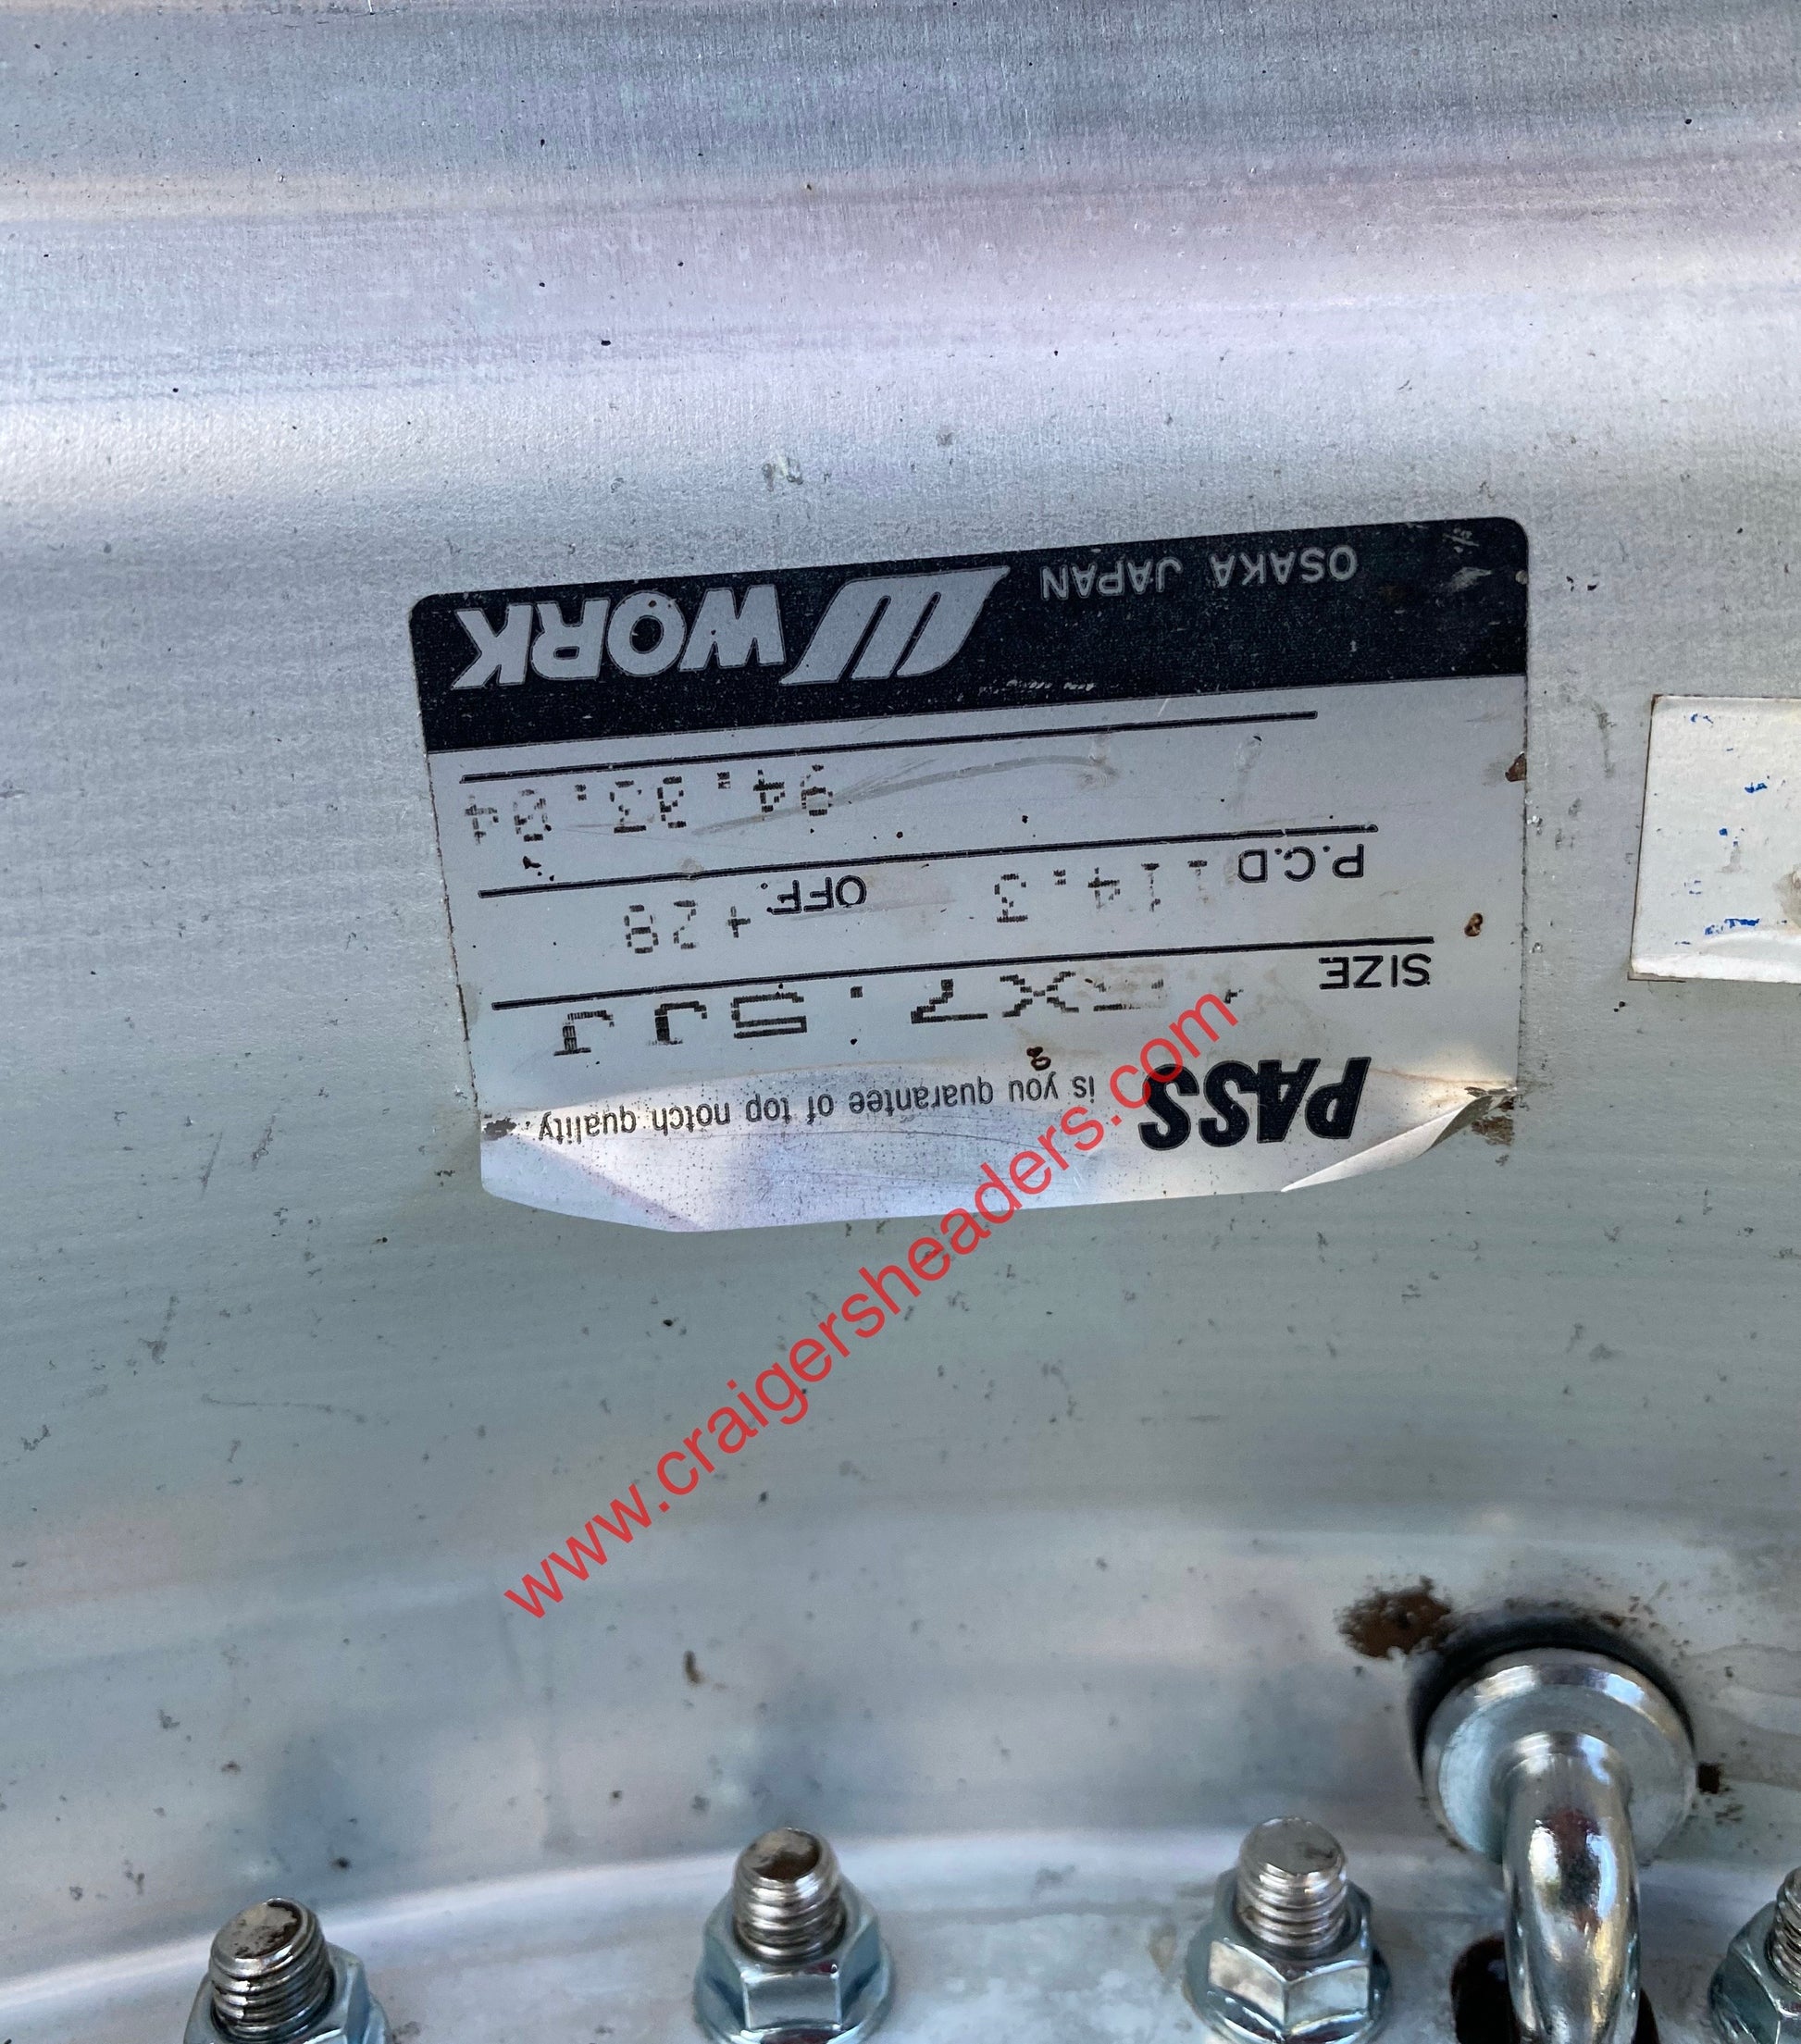 PASS is you guarantee of top notch quality.
SIZE X7.5JJ
P.C.D 114.3 OFF. +28
94.03.04
OSAKA JAPAN WORK
www.craigersheaders.com